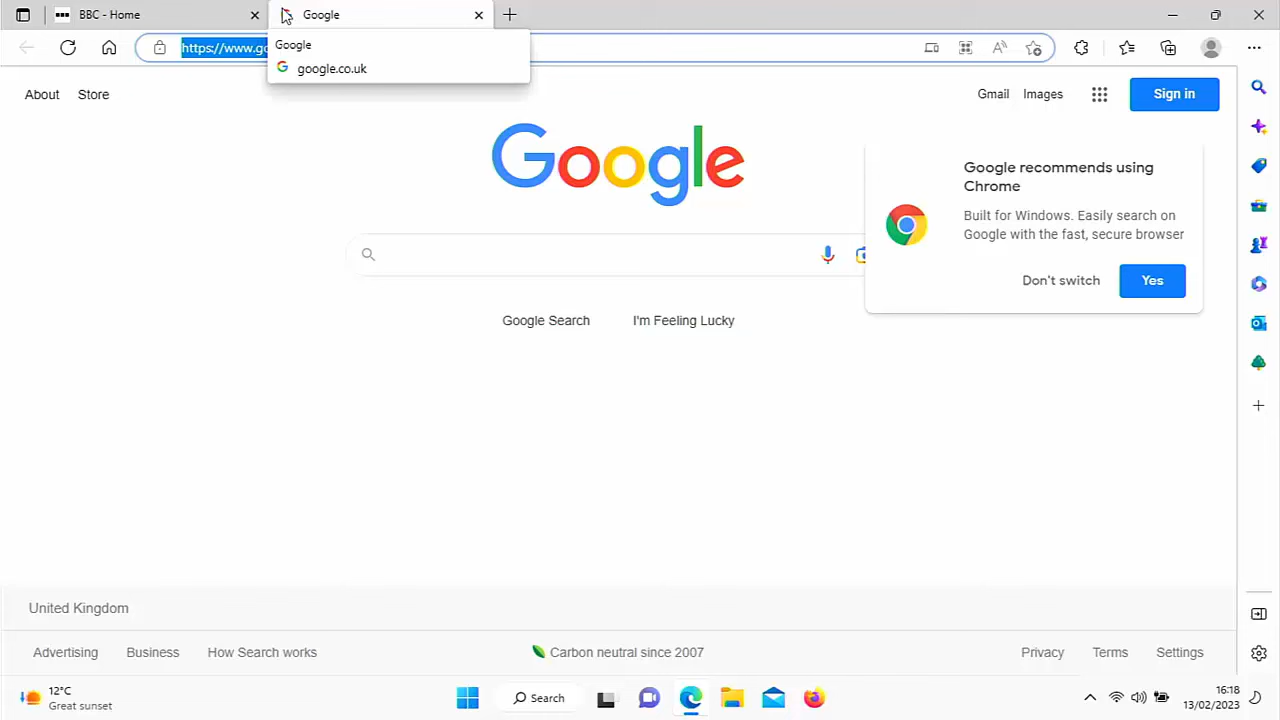 BBC - Home
Google
https://www.go
Google
google.co.uk
About
Store
Gmail
Images
Sign in
Google
Google recommends using
Chrome
Built for Windows. Easily search on
Google with the fast, secure browser
Don't switch
Yes
Google Search
I'm Feeling Lucky
United Kingdom
Advertising
Business
How Search works
Carbon neutral since 2007
Privacy
Terms
Settings
12°C
Great sunset
Search
16:18
13/02/2023